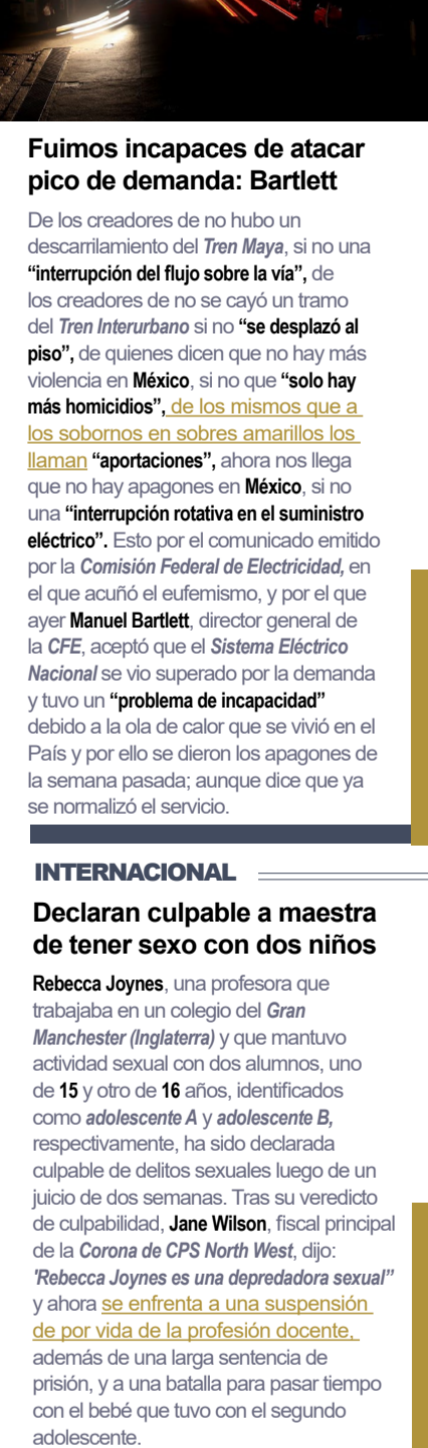 Fuimos incapaces de atacar
pico de demanda: Bartlett
De los creadores de no hubo un
descarrilamiento del Tren Maya, si no una
“interrupción del flujo sobre la vía”, de
los creadores de no se cayó un tramo
del Tren Interurbano si no “se desplazó al
piso”, de quienes dicen que no hay más
violencia en México, si no que “solo hay
más homicidios”, de los mismos que a
los sobornos en sobres amarillos los
llaman “aportaciones”, ahora nos llega
que no hay apagones en México, si no
una “interrupción rotativa en el suministro
eléctrico”. Esto por el comunicado emitido
por la Comisión Federal de Electricidad, en
el que acuñó el eufemismo, y por el que
ayer Manuel Bartlett, director general de
la CFE, aceptó que el Sistema Eléctrico
Nacional se vio superado por la demanda
y tuvo un “problema de incapacidad”
debido a la ola de calor que se vivió en el
País y por ello se dieron los apagones de
la semana pasada; aunque dice que ya
se normalizó el servicio.
INTERNACIONAL
Declaran culpable a maestra
de tener sexo con dos niños
Rebecca Joynes, una profesora que
trabajaba en un colegio del Gran
Manchester (Inglaterra) y que mantuvo
actividad sexual con dos alumnos, uno
de 15 y otro de 16 años, identificados
como adolescente A y adolescente B,
respectivamente, ha sido declarada
culpable de delitos sexuales luego de un
juicio de dos semanas. Tras su veredicto
de culpabilidad, Jane Wilson, fiscal principal
de la Corona de CPS North West, dijo:
'Rebecca Joynes es una depredadora sexual”
y ahora se enfrenta a una suspensión
de por vida de la profesión docente,
además de una larga sentencia de
prisión, y a una batalla para pasar tiempo
con el bebé que tuvo con el segundo
adolescente.